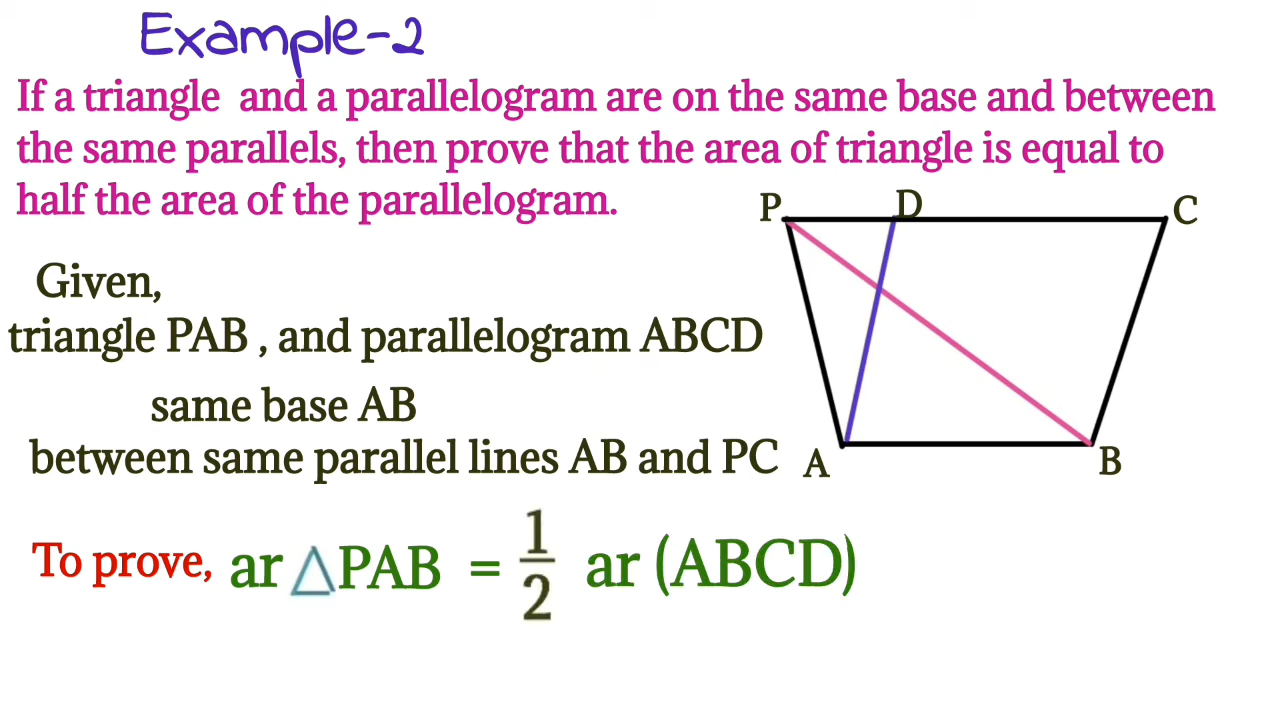 Example-2
If a triangle and a parallelogram are on the same base and between
the same parallels, then prove that the area of triangle is equal to
half the area of the parallelogram.
P D C
Given,
triangle PAB , and parallelogram ABCD
same base AB
between same parallel lines AB and PC
A B
To prove, ar △PAB = 1/2 ar (ABCD)